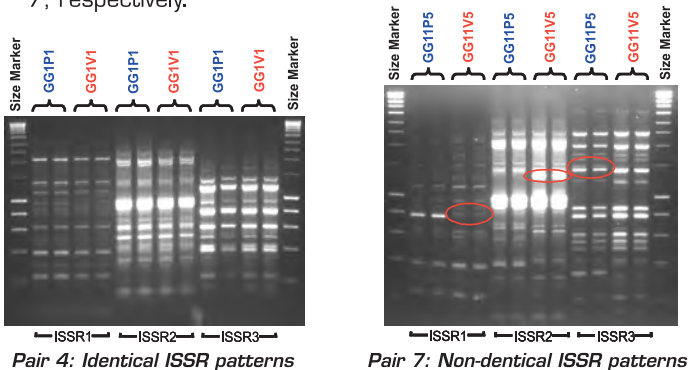 7, respectively.
Size Marker GG1P1 GG1V1 GG1P1 GG1V1 GG1P1 GG1V1 Size Marker
ISSR1 ISSR2 ISSR3
Pair 4: Identical ISSR patterns
Size Marker GG11P5 GG11V5 GG11P5 GG11V5 GG11P5 GG11V5 Size Marker
ISSR1 ISSR2 ISSR3
Pair 7: Non-dentical ISSR patterns